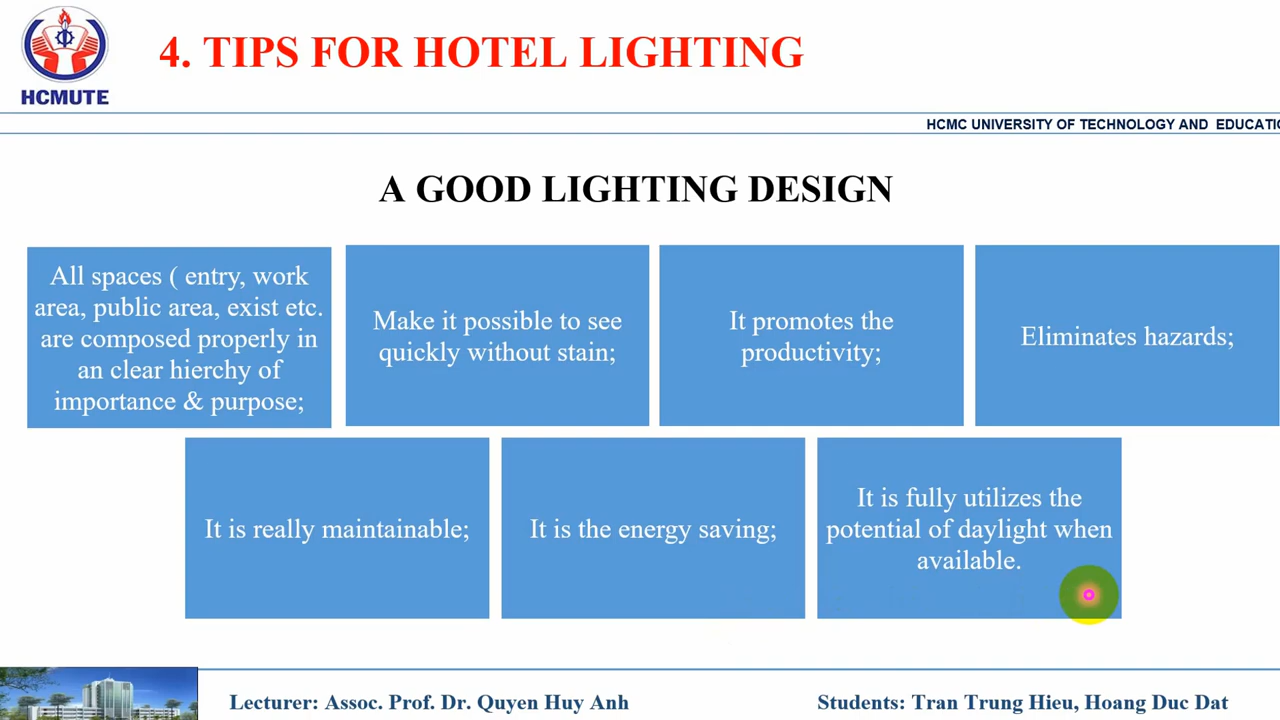 4. TIPS FOR HOTEL LIGHTING
HCMUTE
HCMC UNIVERSITY OF TECHNOLOGY AND EDUCATIO
A GOOD LIGHTING DESIGN
All spaces ( entry, work
area, public area, exist etc.
are composed properly in
an clear hierchy of
importance & purpose;
Make it possible to see
quickly without stain;
It promotes the
productivity;
Eliminates hazards;
It is really maintainable;
It is the energy saving;
It is fully utilizes the
potential of daylight when
available.
Lecturer: Assoc. Prof. Dr. Quyen Huy Anh
Students: Tran Trung Hieu, Hoang Duc Dat